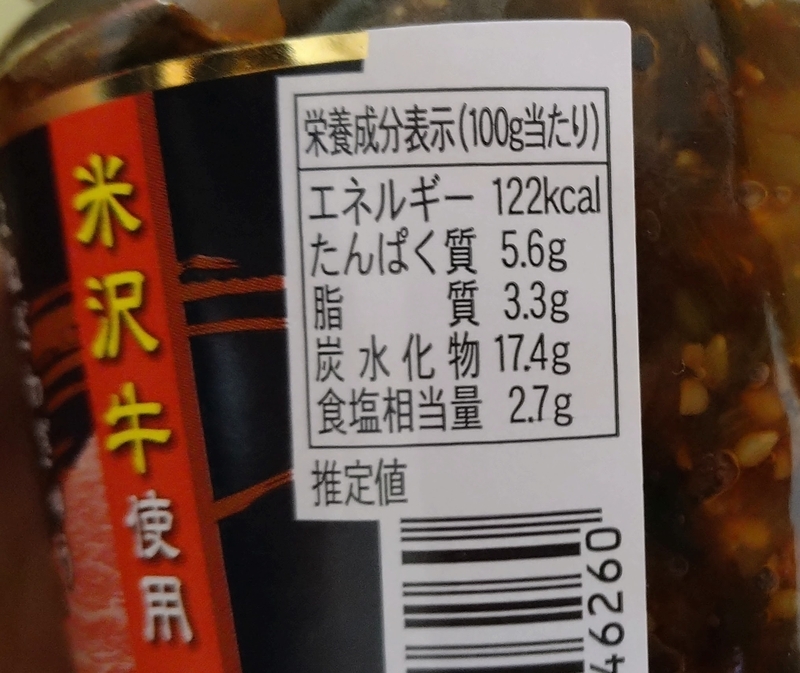 米沢牛使用
栄養成分表示(100g当たり)
エネルギー 122kcal
たんぱく質 5.6g
脂質 3.3g
炭水化物 17.4g
食塩相当量 2.7g
推定値
46260